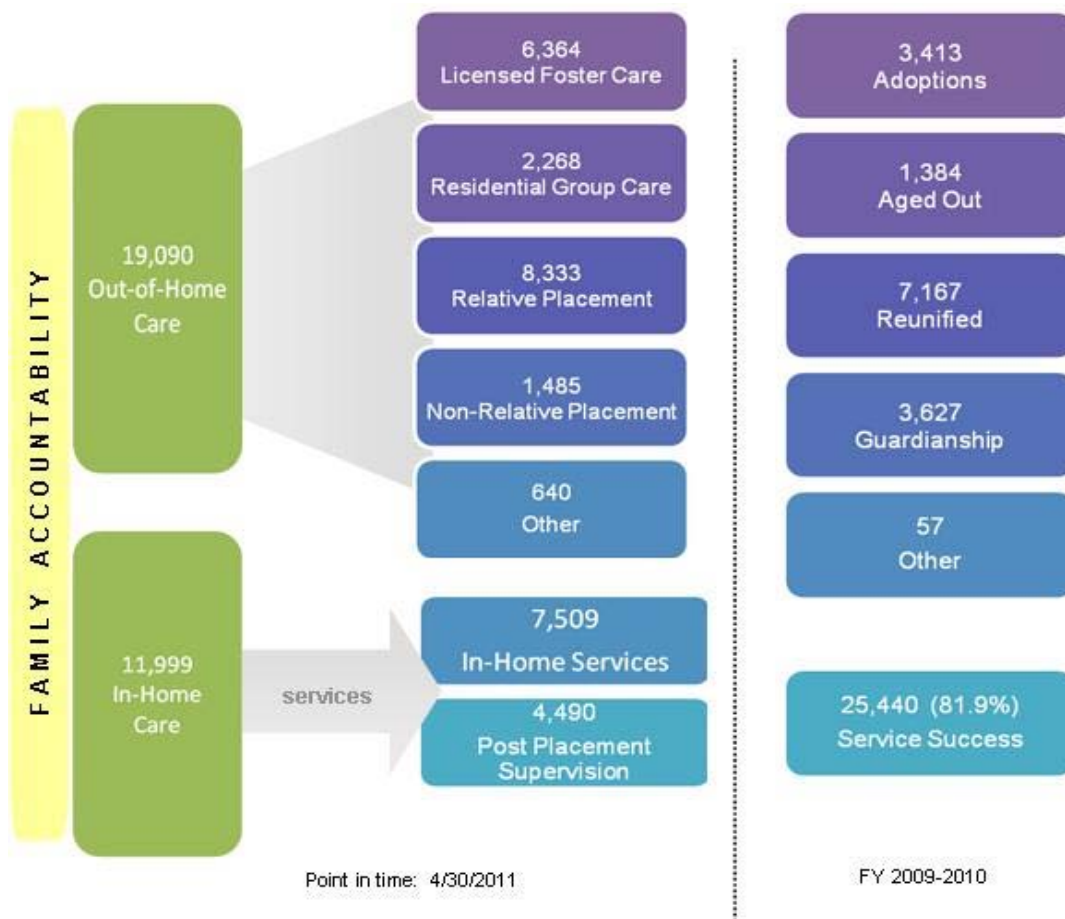 FAMILY ACCOUNTABILITY
19,090
Out-of-Home
Care
11,999
In-Home
Care
services
6,364
Licensed Foster Care
2,268
Residential Group Care
8,333
Relative Placement
1,485
Non-Relative Placement
640
Other
7,509
In-Home Services
4,490
Post Placement
Supervision
Point in time: 4/30/2011
3,413
Adoptions
1,384
Aged Out
7,167
Reunified
3,627
Guardianship
57
Other
25,440 (81.9%)
Service Success
FY 2009-2010